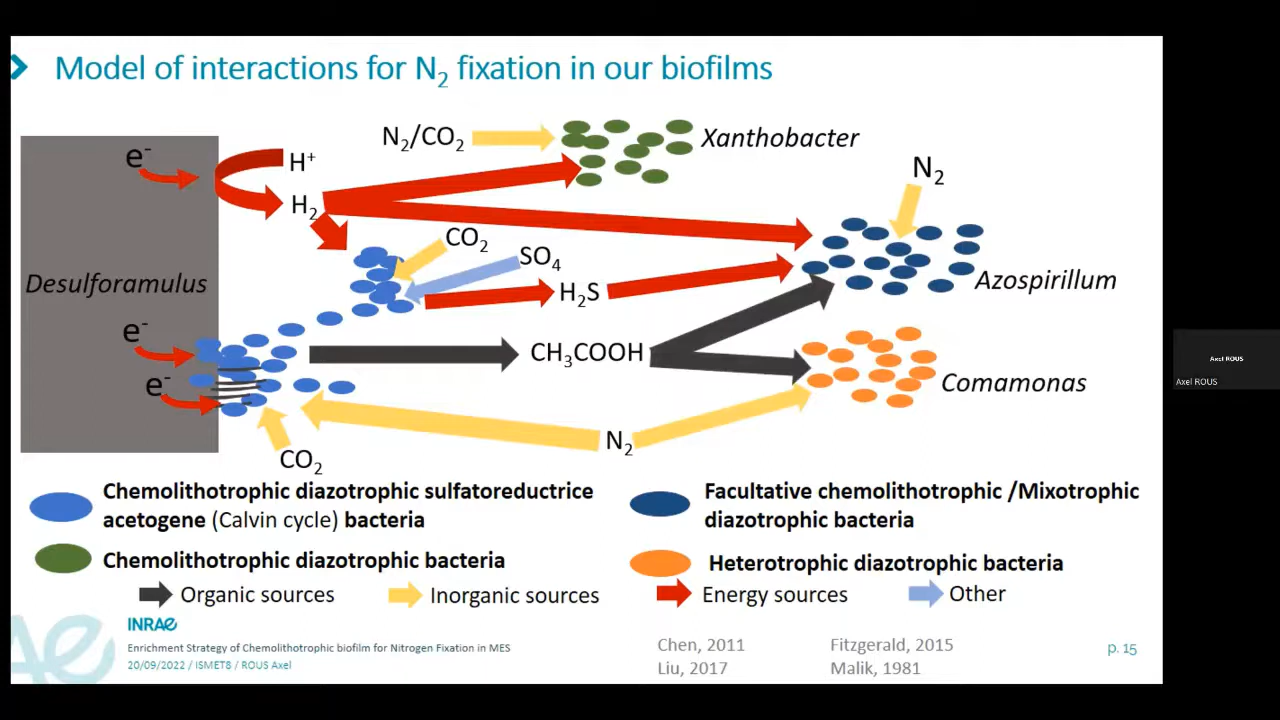 Model of interactions for N2 fixation in our biofilms
N2/CO2
Xanthobacter
e-
H+
N2
H2
CO2
SO4
Desulforamulus
H2S
Azospirillum
e-
CH3COOH
Axel ROUS
Axel ROUS
e-
Comamonas
N2
CO2
Chemolithotrophic diazotrophic sulfatoreductrice
acetogene (Calvin cycle) bacteria
Facultative chemolithotrophic /Mixotrophic
diazotrophic bacteria
Chemolithotrophic diazotrophic bacteria
Heterotrophic diazotrophic bacteria
Organic sources
Inorganic sources
Energy sources
Other
INRAE
Enrichment Strategy of Chemolithotrophic biofilm for Nitrogen Fixation in MES
20/09/2022 / ISMET8 / ROUS Axel
Chen, 2011
Liu, 2017
Fitzgerald, 2015
Malik, 1981
p. 15